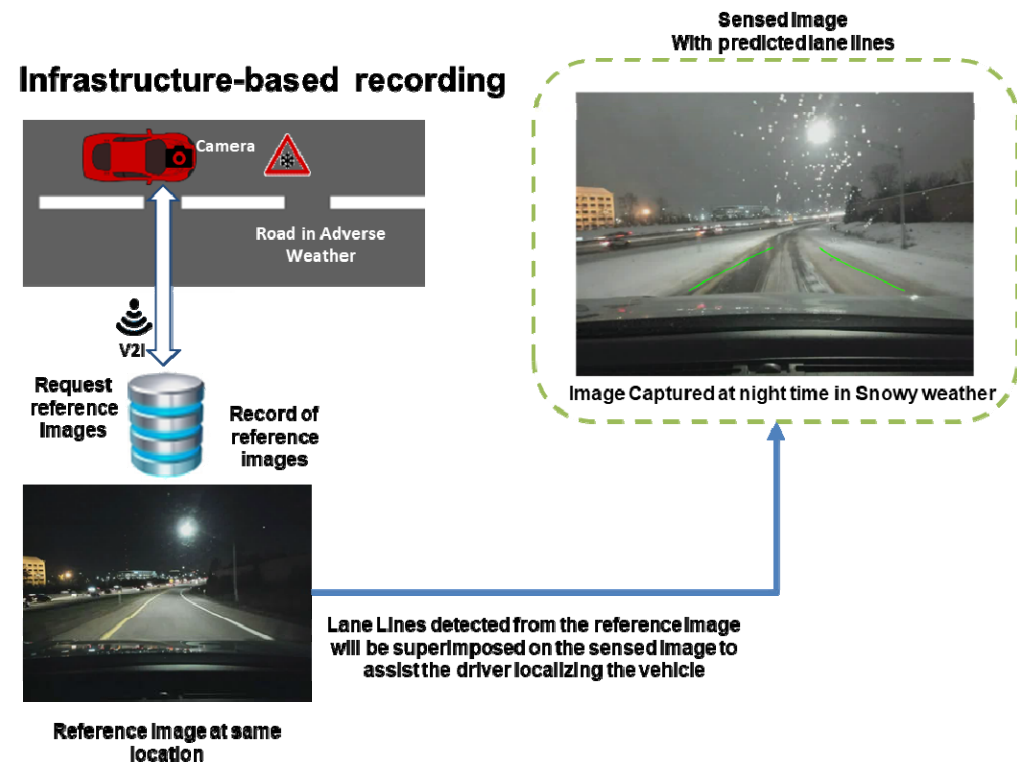 Sensed Image
With predicted lane lines
Infrastructure-based recording
Camera
Road in Adverse
Weather
V2I
Request
reference
Images
Record of
reference
images
Image Captured at night time in Snowy weather
Lane Lines detected from the reference image
will be superimposed on the sensed image to
assist the driver localizing the vehicle
Reference image at same
location